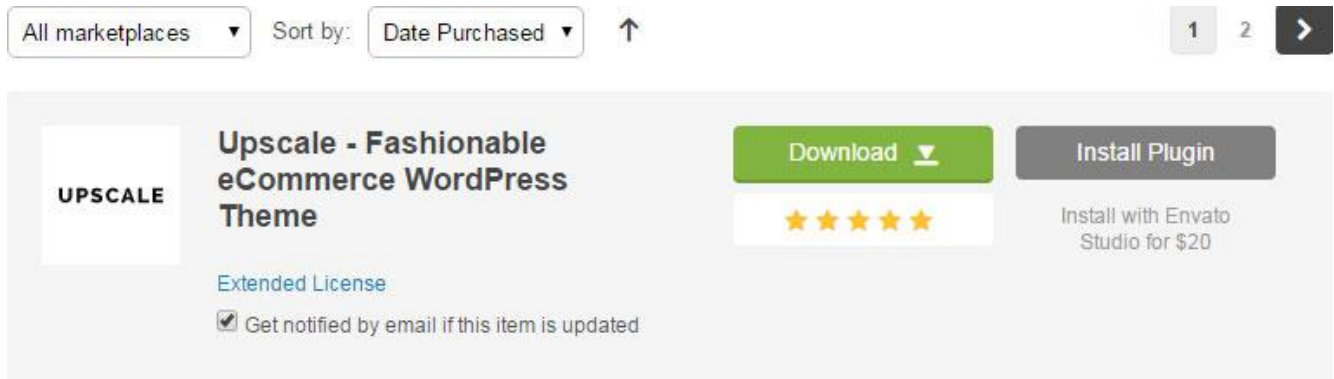 All marketplaces ▼ Sort by: Date Purchased ▼ ↑ 1 2 >
UPSCALE
Upscale - Fashionable
eCommerce WordPress
Theme
Extended License
Get notified by email if this item is updated
Download
Install Plugin
Install with Envato
Studio for $20